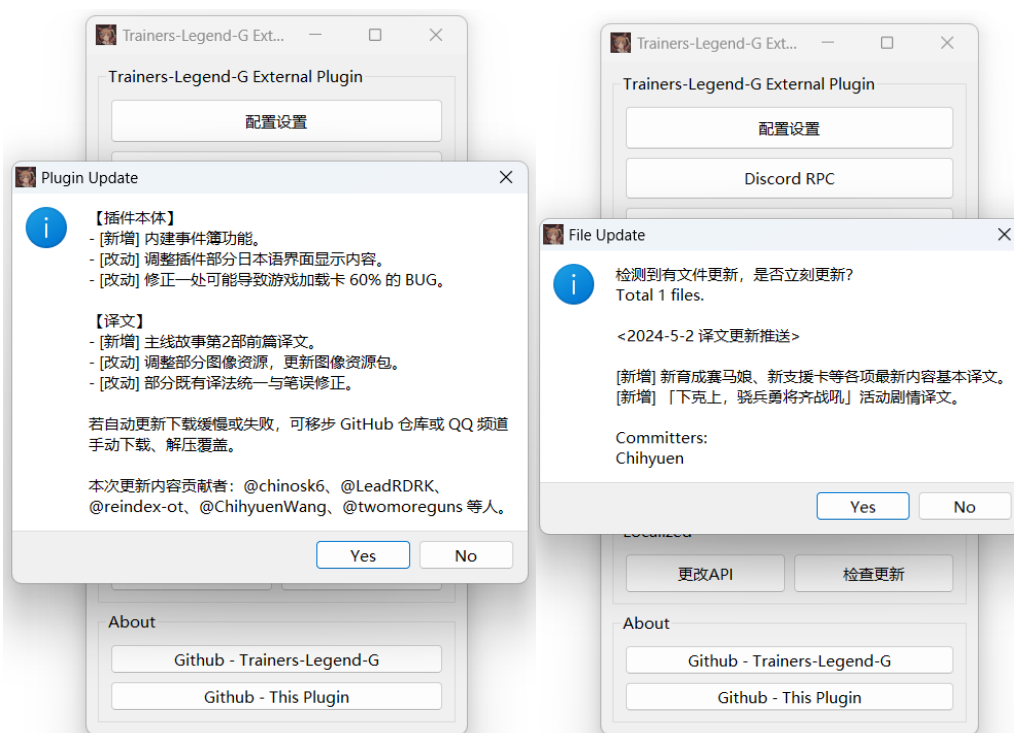 Trainers-Legend-G Ext...
Trainers-Legend-G External Plugin
配置设置
Plugin Update
【插件本体】
- [新增] 内建事件簿功能。
- [改动] 调整插件部分日本语界面显示内容。
- [改动] 修正一处可能导致游戏加载卡 60% 的 BUG。
【译文】
- [新增] 主线故事第2部前篇译文。
- [改动] 调整部分图像资源，更新图像资源包。
- [改动] 部分既有译法统一与笔误修正。
若自动更新下载缓慢或失败，可移步 GitHub 仓库或 QQ 频道
手动下载、解压覆盖。
本次更新内容贡献者：@chinosk6、@LeadRDRK、
@reindex-ot、@ChihyuenWang、@twomoreguns 等人。
Yes
No
About
Github - Trainers-Legend-G
Github - This Plugin
Trainers-Legend-G Ext...
Trainers-Legend-G External Plugin
配置设置
Discord RPC
File Update
检测到有文件更新，是否立刻更新?
Total 1 files.
<2024-5-2 译文更新推送>
[新增] 新育成赛马娘、新支援卡等各项最新内容基本译文。
[新增] 「下克上，骁兵勇将齐战吼」活动剧情译文。
Committers:
Chihyuen
Yes
No
Localized
更改API
检查更新
About
Github - Trainers-Legend-G
Github - This Plugin